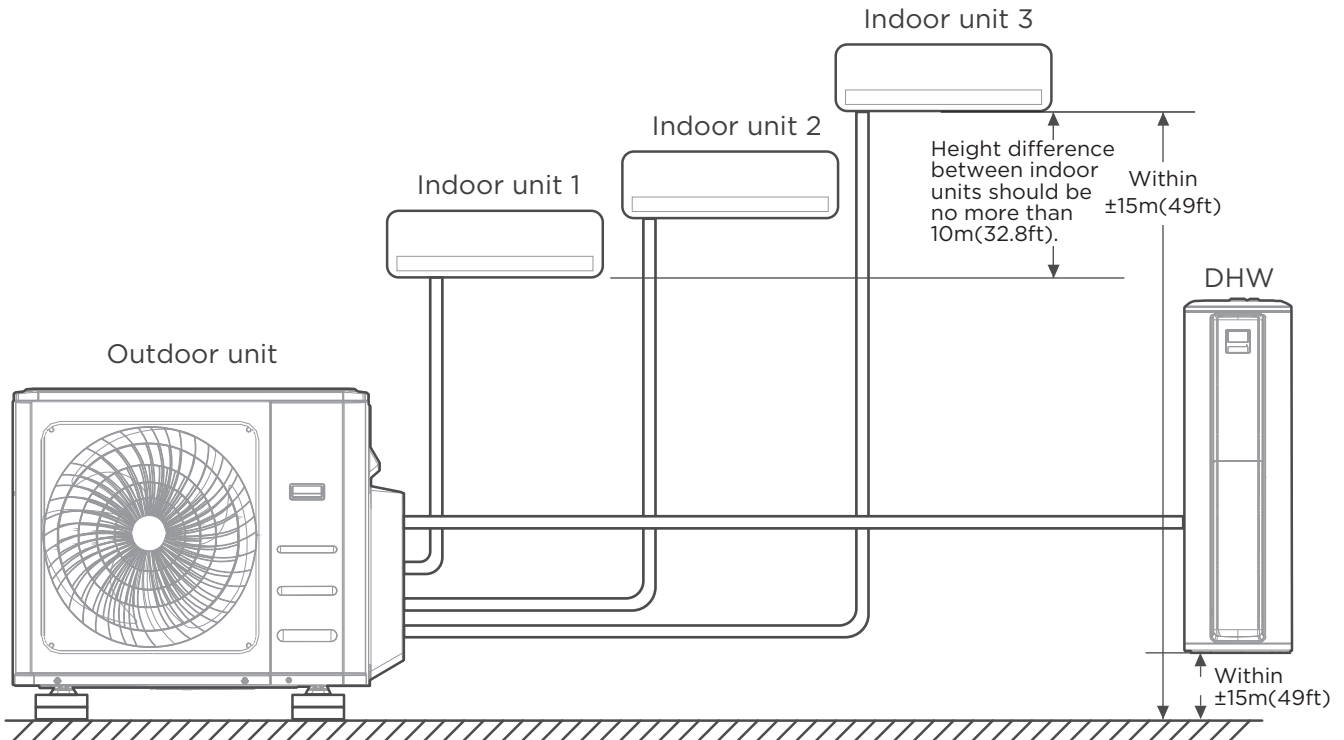 Indoor unit 3
Indoor unit 2
Indoor unit 1
Height difference
between indoor
units should be
no more than
10m(32.8ft).
Within
±15m(49ft)
DHW
Outdoor unit
Within
±15m(49ft)